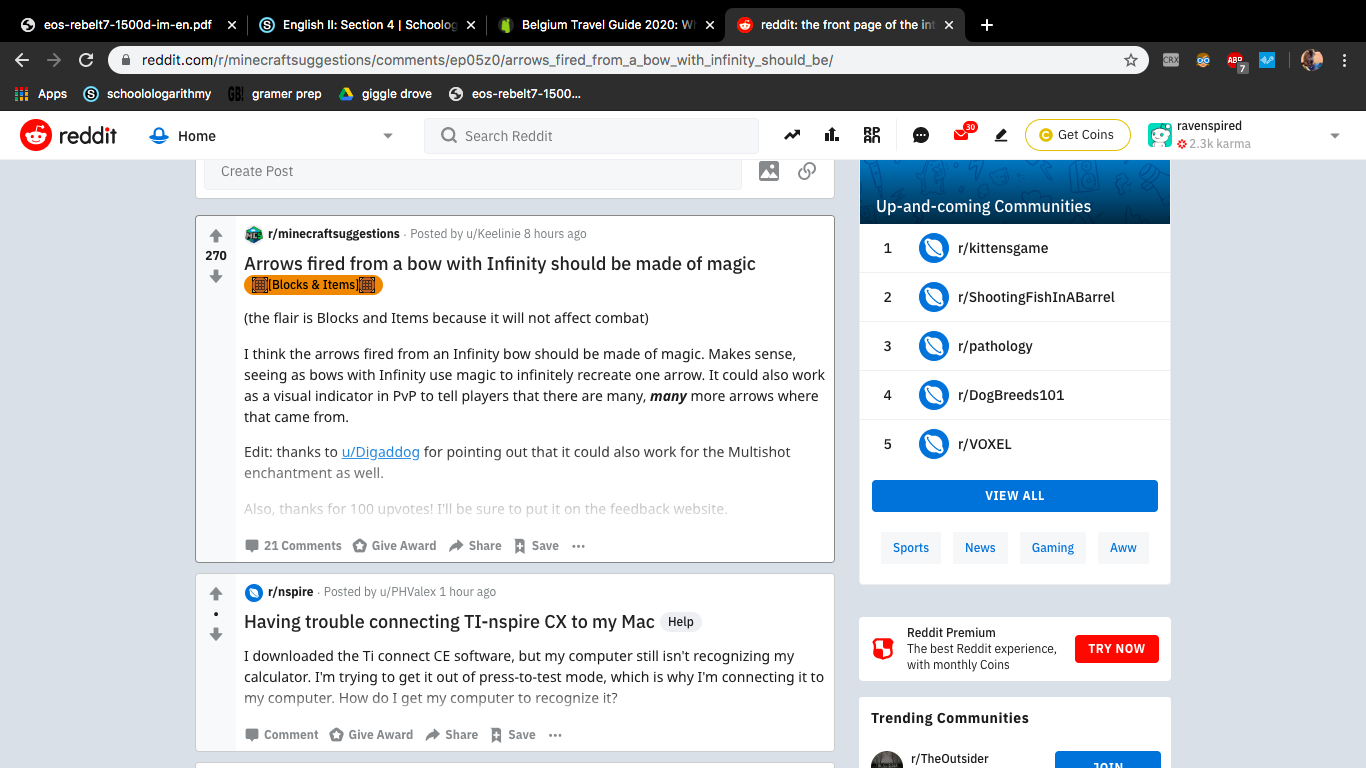 eos-rebelt7-1500d-im-en.pdf
English II: Section 4 | Schoolog
Belgium Travel Guide 2020: Wh
reddit: the front page of the int
reddit.com/r/minecraftsuggestions/comments/ep05z0/arrows_fired_from_a_bow_with_infinity_should_be/
CRX
ABP
7
Apps
schoolologarithmy
GB!
gramer prep
giggle drove
eos-rebelt7-1500...
reddit
Home
Search Reddit
30
Get Coins
ravenspired
2.3k karma
Create Post
270
r/minecraftsuggestions · Posted by u/Keelinie 8 hours ago
Arrows fired from a bow with Infinity should be made of magic
[Blocks & Items]
(the flair is Blocks and Items because it will not affect combat)
I think the arrows fired from an Infinity bow should be made of magic. Makes sense,
seeing as bows with Infinity use magic to infinitely recreate one arrow. It could also work
as a visual indicator in PvP to tell players that there are many, many more arrows where
that came from.
Edit: thanks to u/Digaddog for pointing out that it could also work for the Multishot
enchantment as well.
Also, thanks for 100 upvotes! I'll be sure to put it on the feedback website.
21 Comments Give Award Share Save ...
r/nspire · Posted by u/PHValex 1 hour ago
Having trouble connecting TI-nspire CX to my Mac Help
I downloaded the Ti connect CE software, but my computer still isn't recognizing my
calculator. I'm trying to get it out of press-to-test mode, which is why I'm connecting it to
my computer. How do I get my computer to recognize it?
Comment Give Award Share Save ...
Up-and-coming Communities
1 r/kittensgame
2 r/ShootingFishInABarrel
3 r/pathology
4 r/DogBreeds101
5 r/VOXEL
VIEW ALL
Sports News Gaming Aww
Reddit Premium
The best Reddit experience,
with monthly Coins
TRY NOW
Trending Communities
r/TheOutsider
JOIN